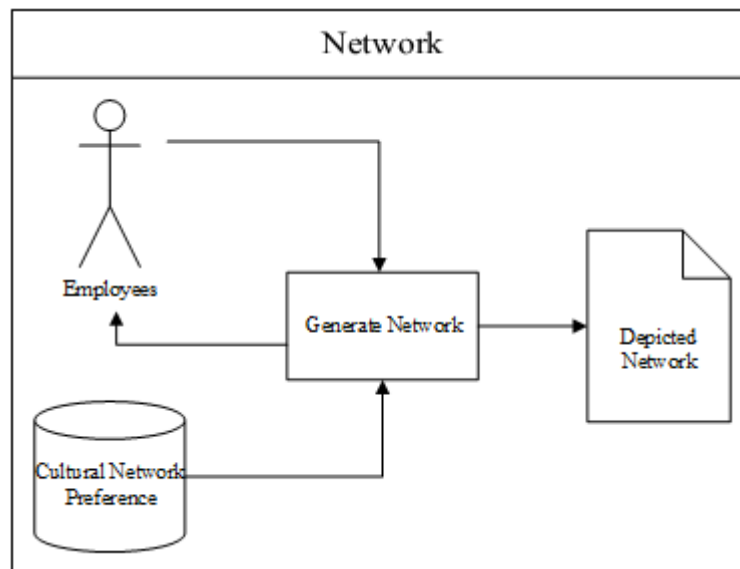 Network
Employees
Generate Network
Depicted
Network
Cultural Network
Preference